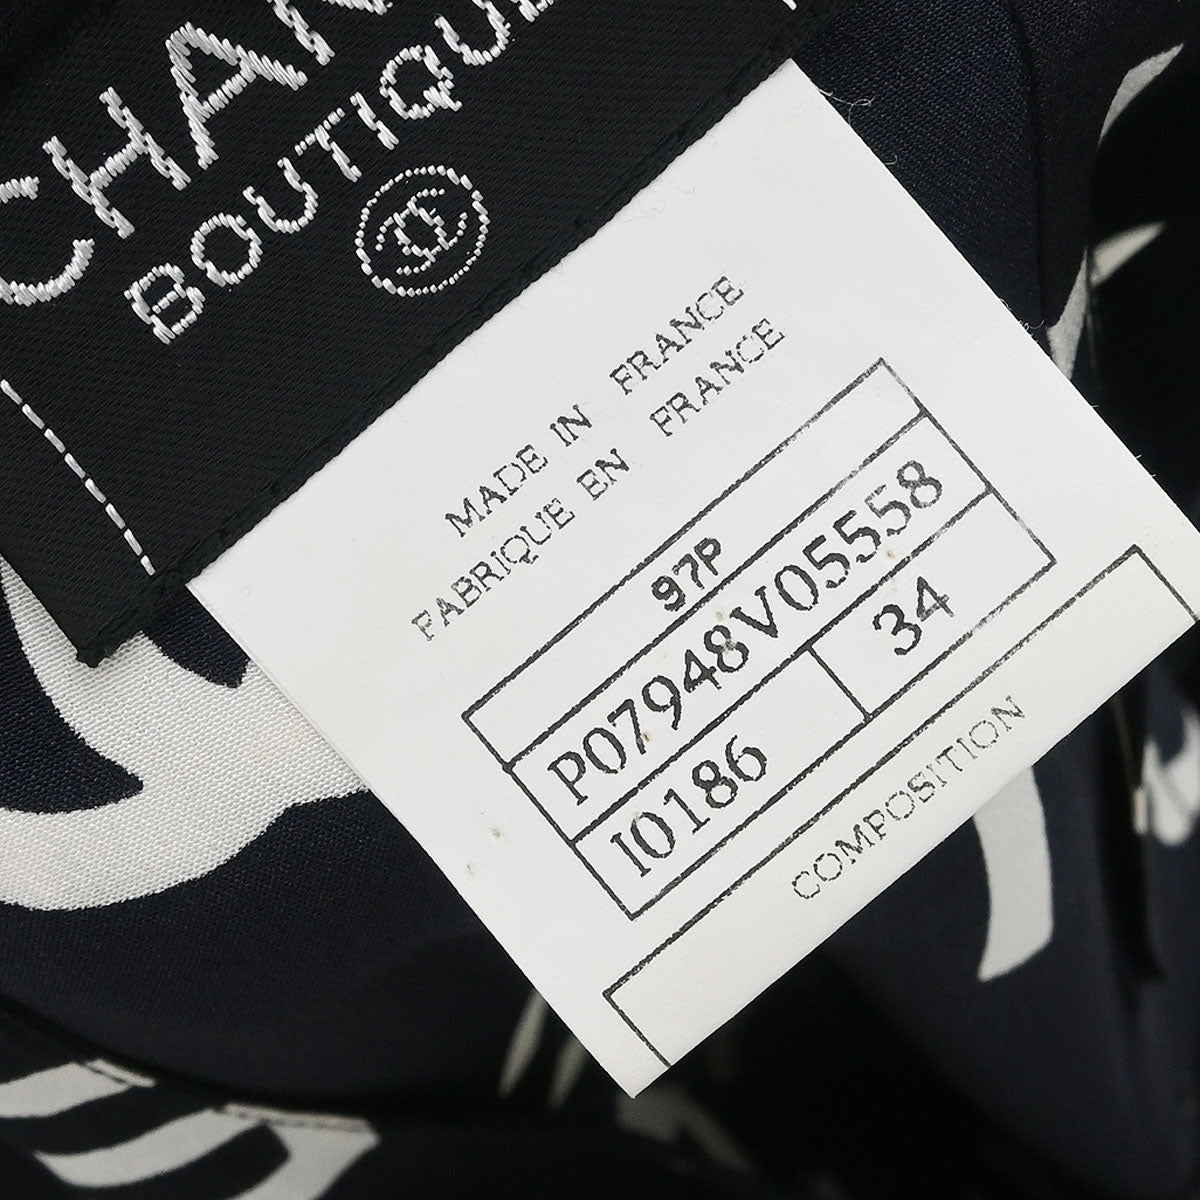 CHAN
BOUTIQU
MADE IN FRANCE
FABRIQUE EN FRANCE
97P
P07948V05558
I0186 34
COMPOSITION